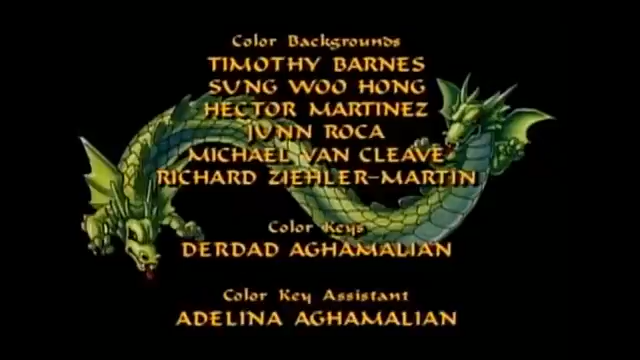 Color Backgrounds
TIMOTHY BARNES
SUNG WOO HONG
HECTOR MARTINEZ
JUNN ROCA
MICHAEL VAN CLEAVE
RICHARD ZIEHLER-MARTIN
Color Keys
DERDAD AGHAMALIAN
Color Key Assistant
ADELINA AGHAMALIAN